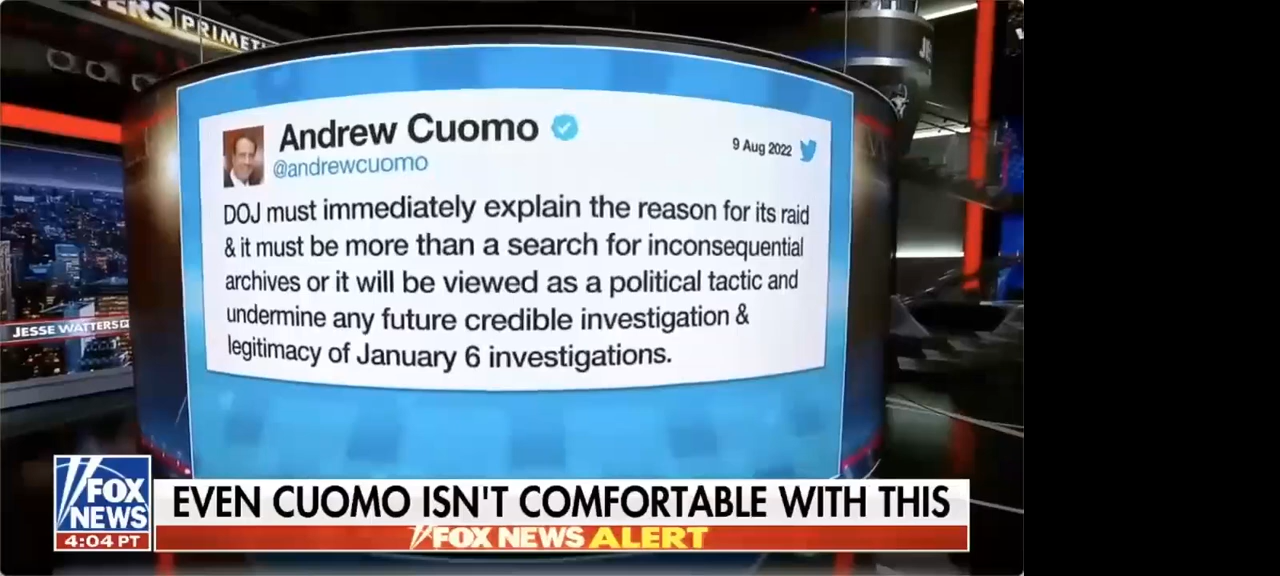 PRIMET
Andrew Cuomo
@andrewcuomo
9 Aug 2022
DOJ must immediately explain the reason for its raid
& it must be more than a search for inconsequential
archives or it will be viewed as a political tactic and
undermine any future credible investigation &
legitimacy of January 6 investigations.
JESSE WATTERS
FOX
NEWS
4:04 PT
EVEN CUOMO ISN'T COMFORTABLE WITH THIS
FOX NEWS ALERT